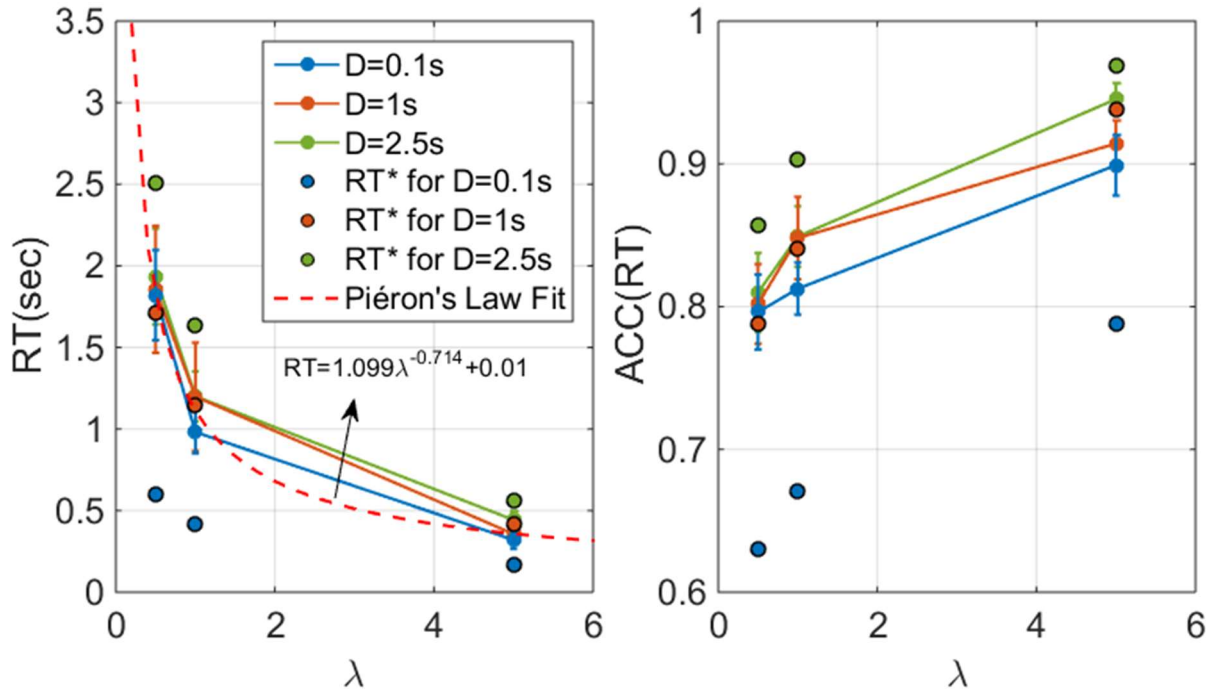 3.5
3
2.5
2
1.5
1
0.5
0
0
2
4
6
RT(sec)
λ
D=0.1s
D=1s
D=2.5s
RT* for D=0.1s
RT* for D=1s
RT* for D=2.5s
Piéron's Law Fit
RT=1.099λ^-0.714+0.01
1
0.9
0.8
0.7
0.6
0
2
4
6
ACC(RT)
λ